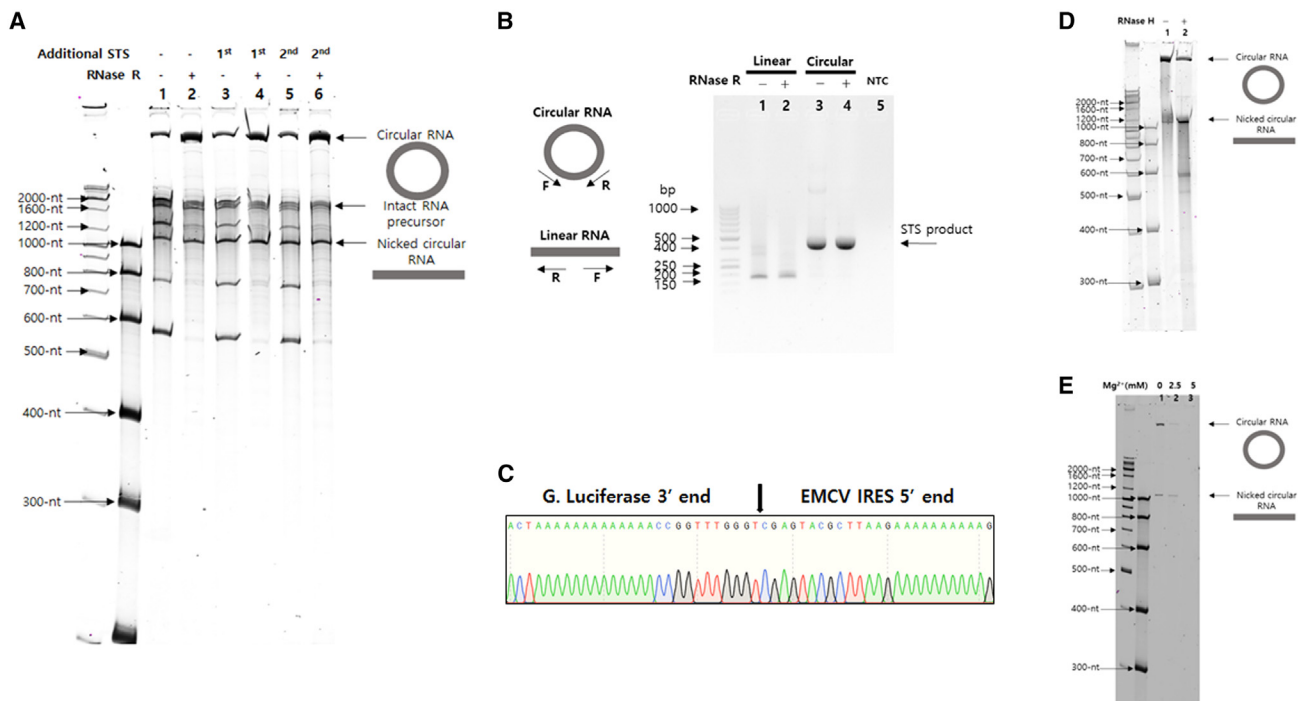 A
Additional STS - - 1st 1st 2nd 2nd
RNase R - + - + - +
1 2 3 4 5 6
Circular RNA
2000-nt
1600-nt
Intact RNA
precursor
1200-nt
1000-nt
Nicked circular
RNA
800-nt
700-nt
600-nt
500-nt
400-nt
300-nt
B
Linear Circular
RNase R − + − + NTC
1 2 3 4 5
Circular RNA
F R
Linear RNA
R F
bp
1000
500
400
250
200
150
STS product
C
G. Luciferase 3′ end EMCV IRES 5′ end
ACTAAAAAAAAAAAAACCGGTTTGGGTCGAGTACGCTTAAGAAAAAAAAAAG
D
RNase H − +
1 2
Circular RNA
2000-nt
1600-nt
1200-nt
1000-nt
Nicked circular
RNA
800-nt
700-nt
600-nt
500-nt
400-nt
300-nt
E
Mg2+(mM) 0 2.5 5
1 2 3
Circular RNA
2000-nt
1600-nt
1200-nt
1000-nt
Nicked circular
RNA
800-nt
700-nt
600-nt
500-nt
400-nt
300-nt